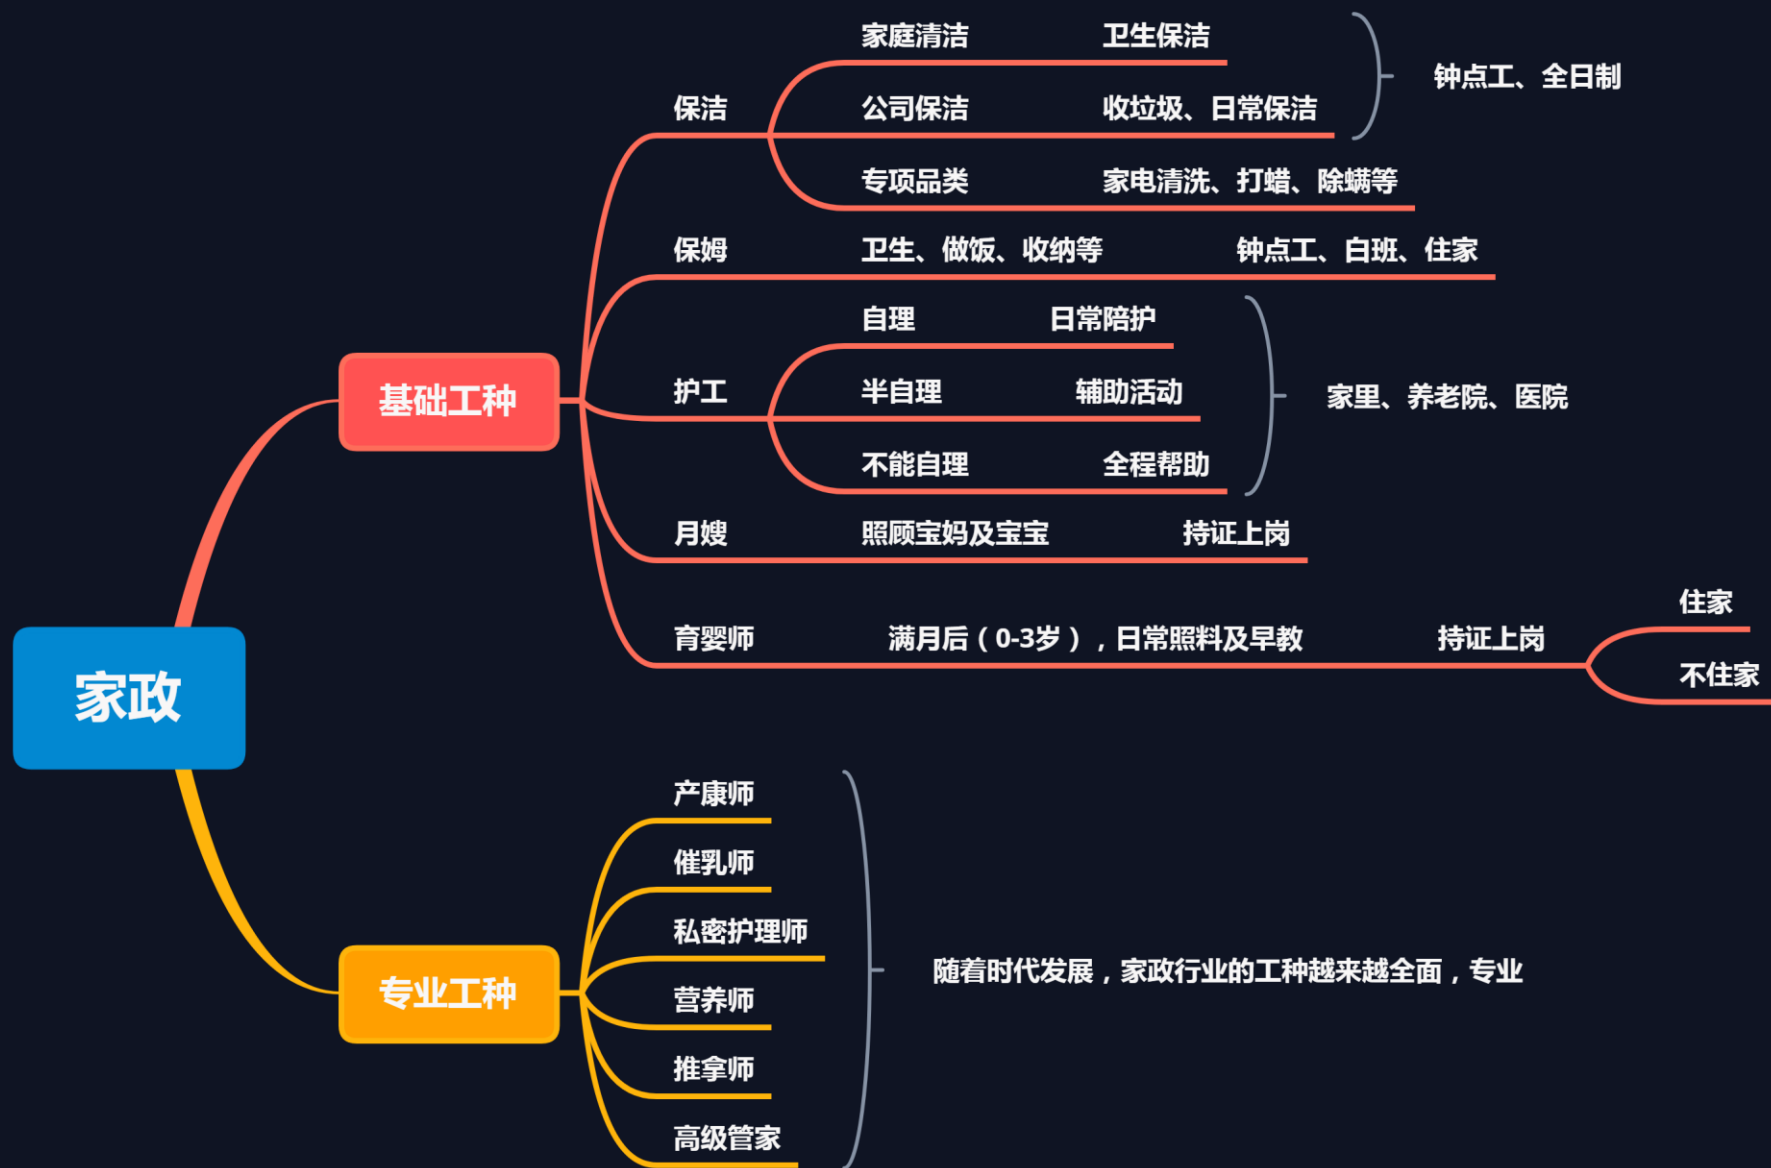 家政
基础工种
保洁
家庭清洁 卫生保洁
公司保洁 收垃圾、日常保洁
专项品类 家电清洗、打蜡、除螨等
钟点工、全日制
保姆 卫生、做饭、收纳等 钟点工、白班、住家
护工
自理 日常陪护
半自理 辅助活动
不能自理 全程帮助
家里、养老院、医院
月嫂 照顾宝妈及宝宝 持证上岗
育婴师 满月后（0-3岁），日常照料及早教 持证上岗
住家
不住家
专业工种
产康师
催乳师
私密护理师
营养师
推拿师
高级管家
随着时代发展，家政行业的工种越来越全面，专业